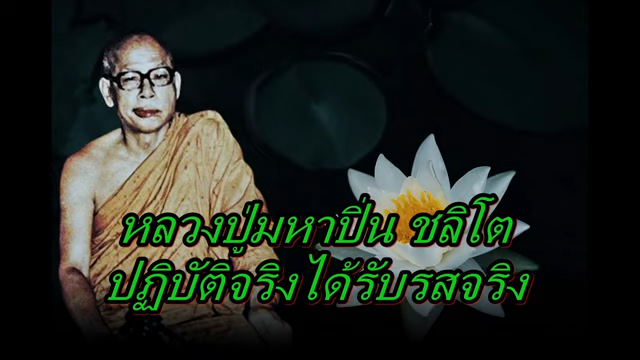 หลวงปู่มหาปิ่น ชลิโต
ปฏิบัติจริงได้รับรสจริง